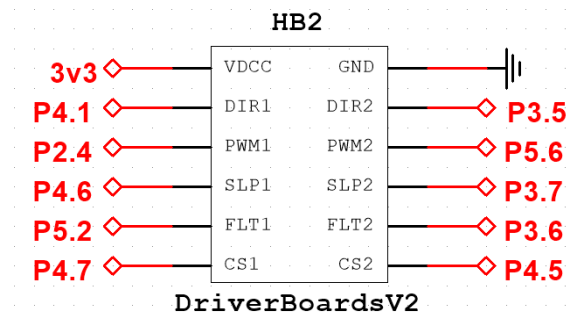 HB2
3v3 VDCC GND
P4.1 DIR1 DIR2 P3.5
P2.4 PWM1 PWM2 P5.6
P4.6 SLP1 SLP2 P3.7
P5.2 FLT1 FLT2 P3.6
P4.7 CS1 CS2 P4.5
DriverBoardsV2